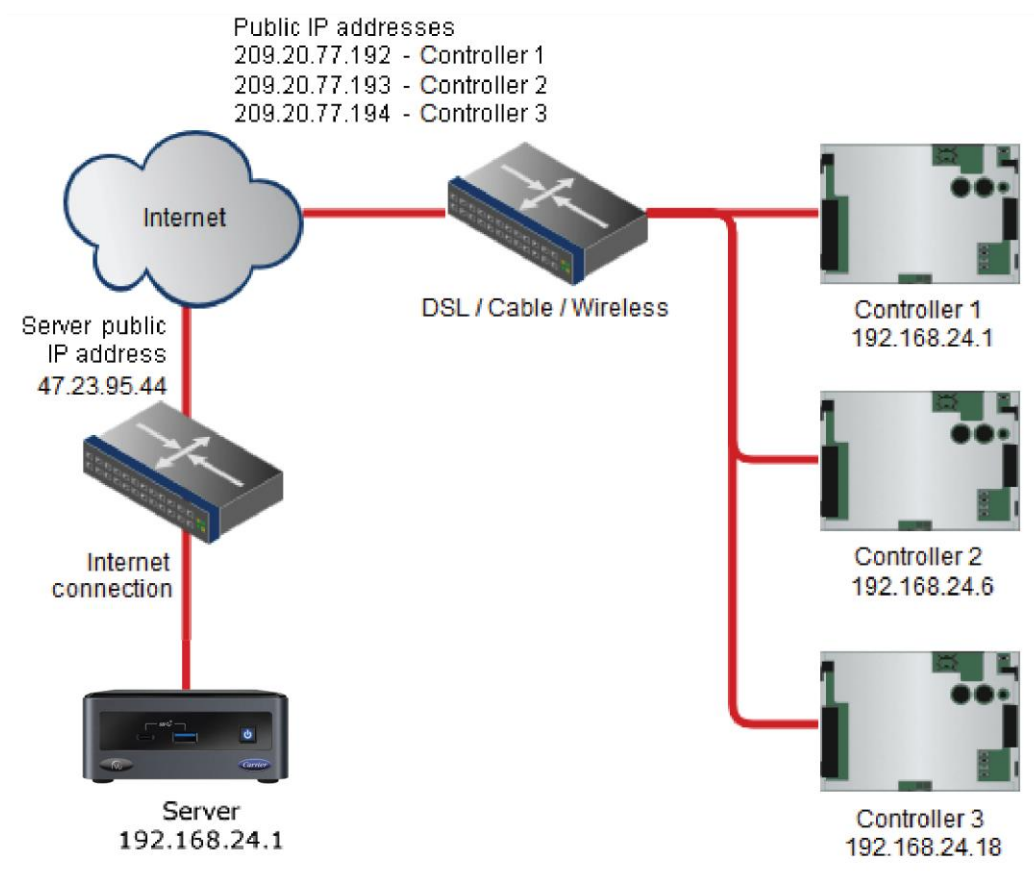 Public IP addresses
209.20.77.192 - Controller 1
209.20.77.193 - Controller 2
209.20.77.194 - Controller 3
Internet
DSL / Cable / Wireless
Controller 1
192.168.24.1
Server public
IP address
47.23.95.44
Controller 2
192.168.24.6
Internet
connection
Carrier
Server
192.168.24.1
Controller 3
192.168.24.18